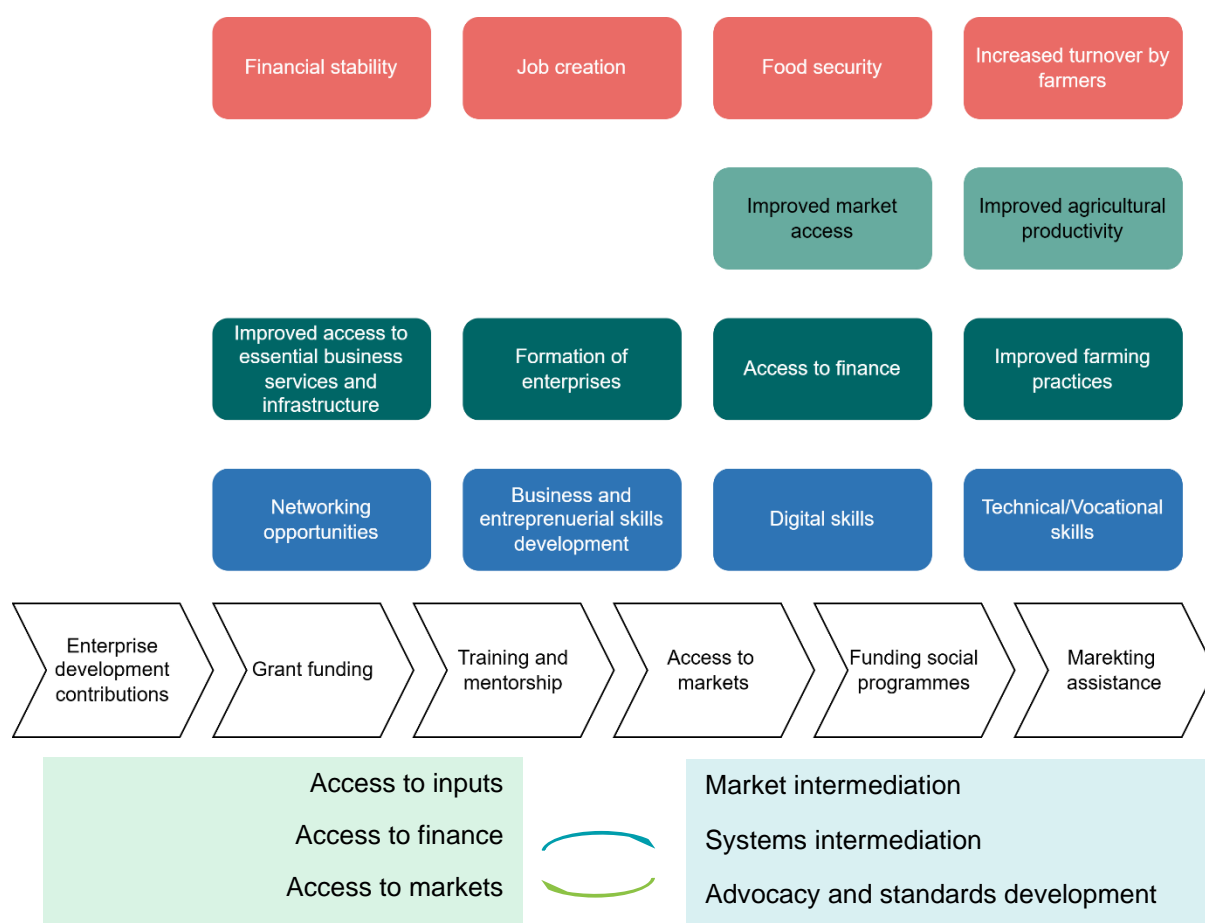 Financial stability
Job creation
Food security
Increased turnover by
farmers
Improved market
access
Improved agricultural
productivity
Improved access to
essential business
services and
infrastructure
Formation of
enterprises
Access to finance
Improved farming
practices
Networking
opportunities
Business and
entreprenuerial skills
development
Digital skills
Technical/Vocational
skills
Enterprise
development
contributions
Grant funding
Training and
mentorship
Access to
markets
Funding social
programmes
Marekting
assistance
Access to inputs
Access to finance
Access to markets
Market intermediation
Systems intermediation
Advocacy and standards development